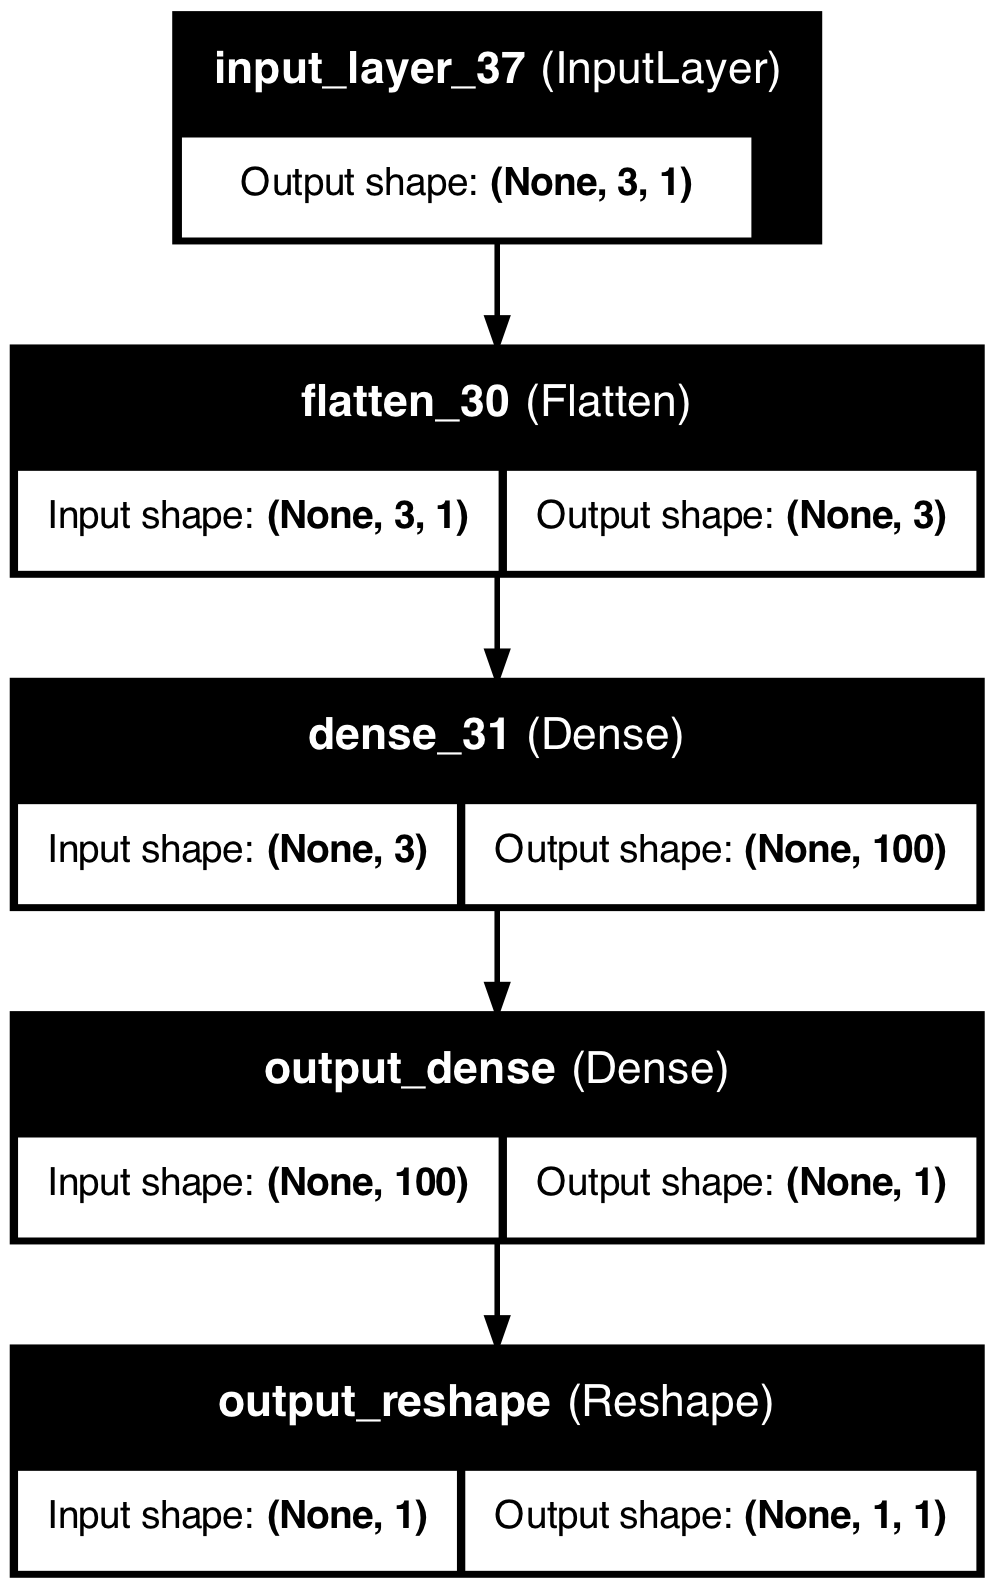 input_layer_37 (InputLayer)
Output shape: (None, 3, 1)
flatten_30 (Flatten)
Input shape: (None, 3, 1) Output shape: (None, 3)
dense_31 (Dense)
Input shape: (None, 3) Output shape: (None, 100)
output_dense (Dense)
Input shape: (None, 100) Output shape: (None, 1)
output_reshape (Reshape)
Input shape: (None, 1) Output shape: (None, 1, 1)